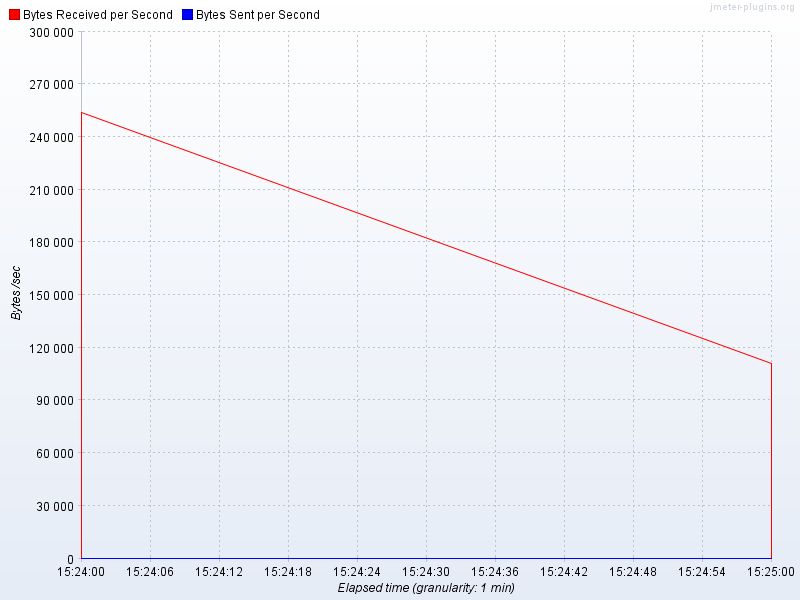 jmeter-plugins.org
Bytes Received per Second Bytes Sent per Second
300 000
270 000
240 000
210 000
180 000
150 000
120 000
90 000
60 000
30 000
0
Bytes /sec
15:24:00 15:24:06 15:24:12 15:24:18 15:24:24 15:24:30 15:24:36 15:24:42 15:24:48 15:24:54 15:25:00
Elapsed time (granularity: 1 min)